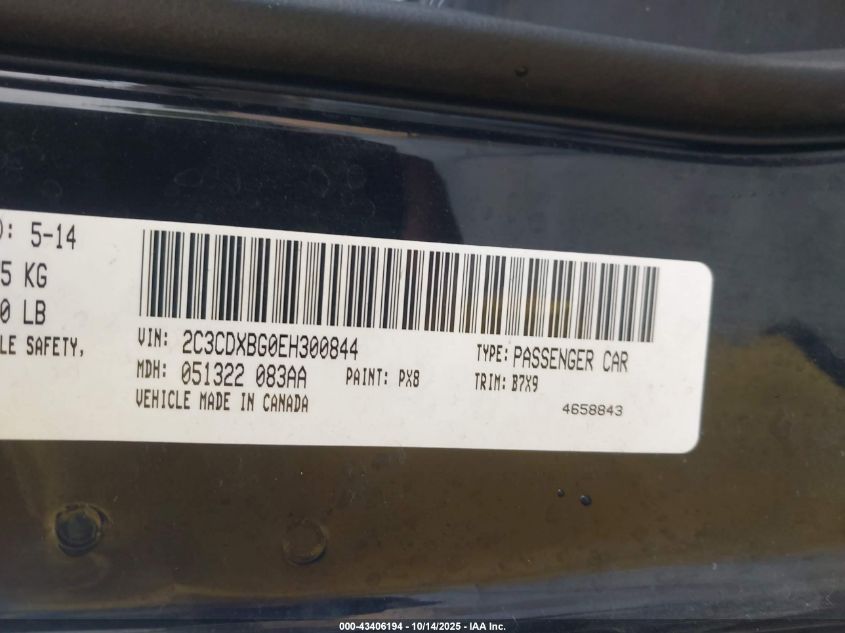 ): 5-14
5 KG
0 LB
LE SAFETY,
VIN: 2C3CDXBG0EH300844
TYPE: PASSENGER CAR
MDH: 051322 083AA
PAINT: PX8
TRIM: B7X9
VEHICLE MADE IN CANADA
4658843
000-43406194 - 10/14/2025 - IAA Inc.